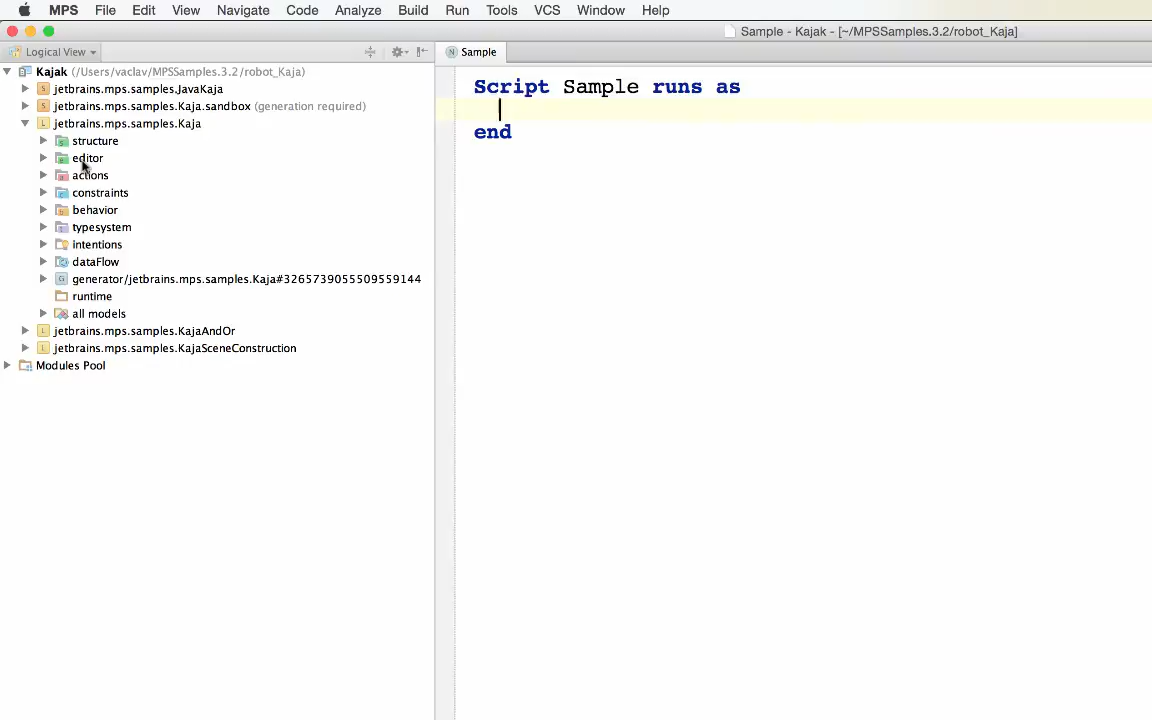 MPS File Edit View Navigate Code Analyze Build Run Tools VCS Window Help
Sample - Kajak - [~/MPSSamples.3.2/robot_Kaja]
Logical View
Sample
Kajak (/Users/vaclav/MPSSamples.3.2/robot_Kaja)
S jetbrains.mps.samples.JavaKaja
S jetbrains.mps.samples.Kaja.sandbox (generation required)
L jetbrains.mps.samples.Kaja
structure
editor
actions
constraints
behavior
typesystem
intentions
dataFlow
generator/jetbrains.mps.samples.Kaja#3265739055509559144
runtime
all models
L jetbrains.mps.samples.KajaAndOr
L jetbrains.mps.samples.KajaSceneConstruction
Modules Pool
Script Sample runs as
end